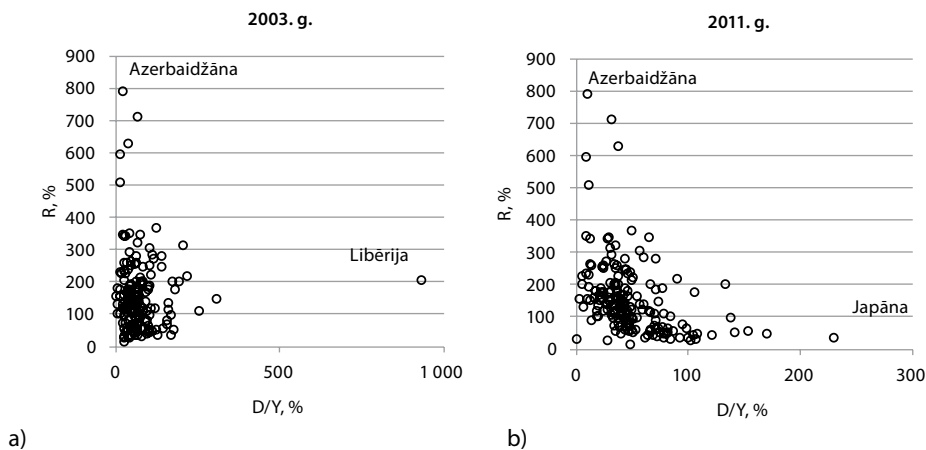 2003. g.
900
800
700
600
500
400
300
200
100
0
R, %
Azerbaidžāna
Libērija
0 500 1 000
D/Y, %
a)
2011. g.
900
800
700
600
500
400
300
200
100
0
R, %
Azerbaidžāna
Japāna
0 100 200 300
D/Y, %
b)